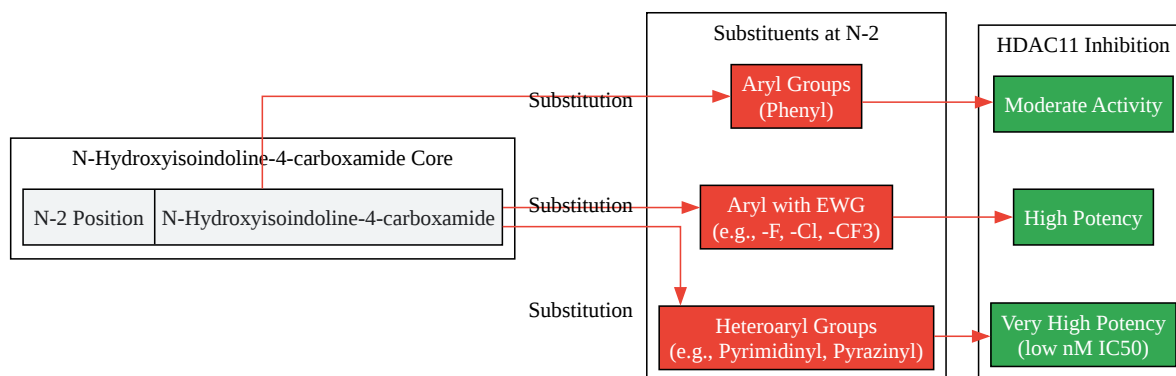 Substituents at N-2
HDAC11 Inhibition
Substitution
Aryl Groups
(Phenyl)
Moderate Activity
N-Hydroxyisoindoline-4-carboxamide Core
N-2 Position
N-Hydroxyisoindoline-4-carboxamide
Substitution
Aryl with EWG
(e.g., -F, -Cl, -CF3)
High Potency
Substitution
Heteroaryl Groups
(e.g., Pyrimidinyl, Pyrazinyl)
Very High Potency
(low nM IC50)